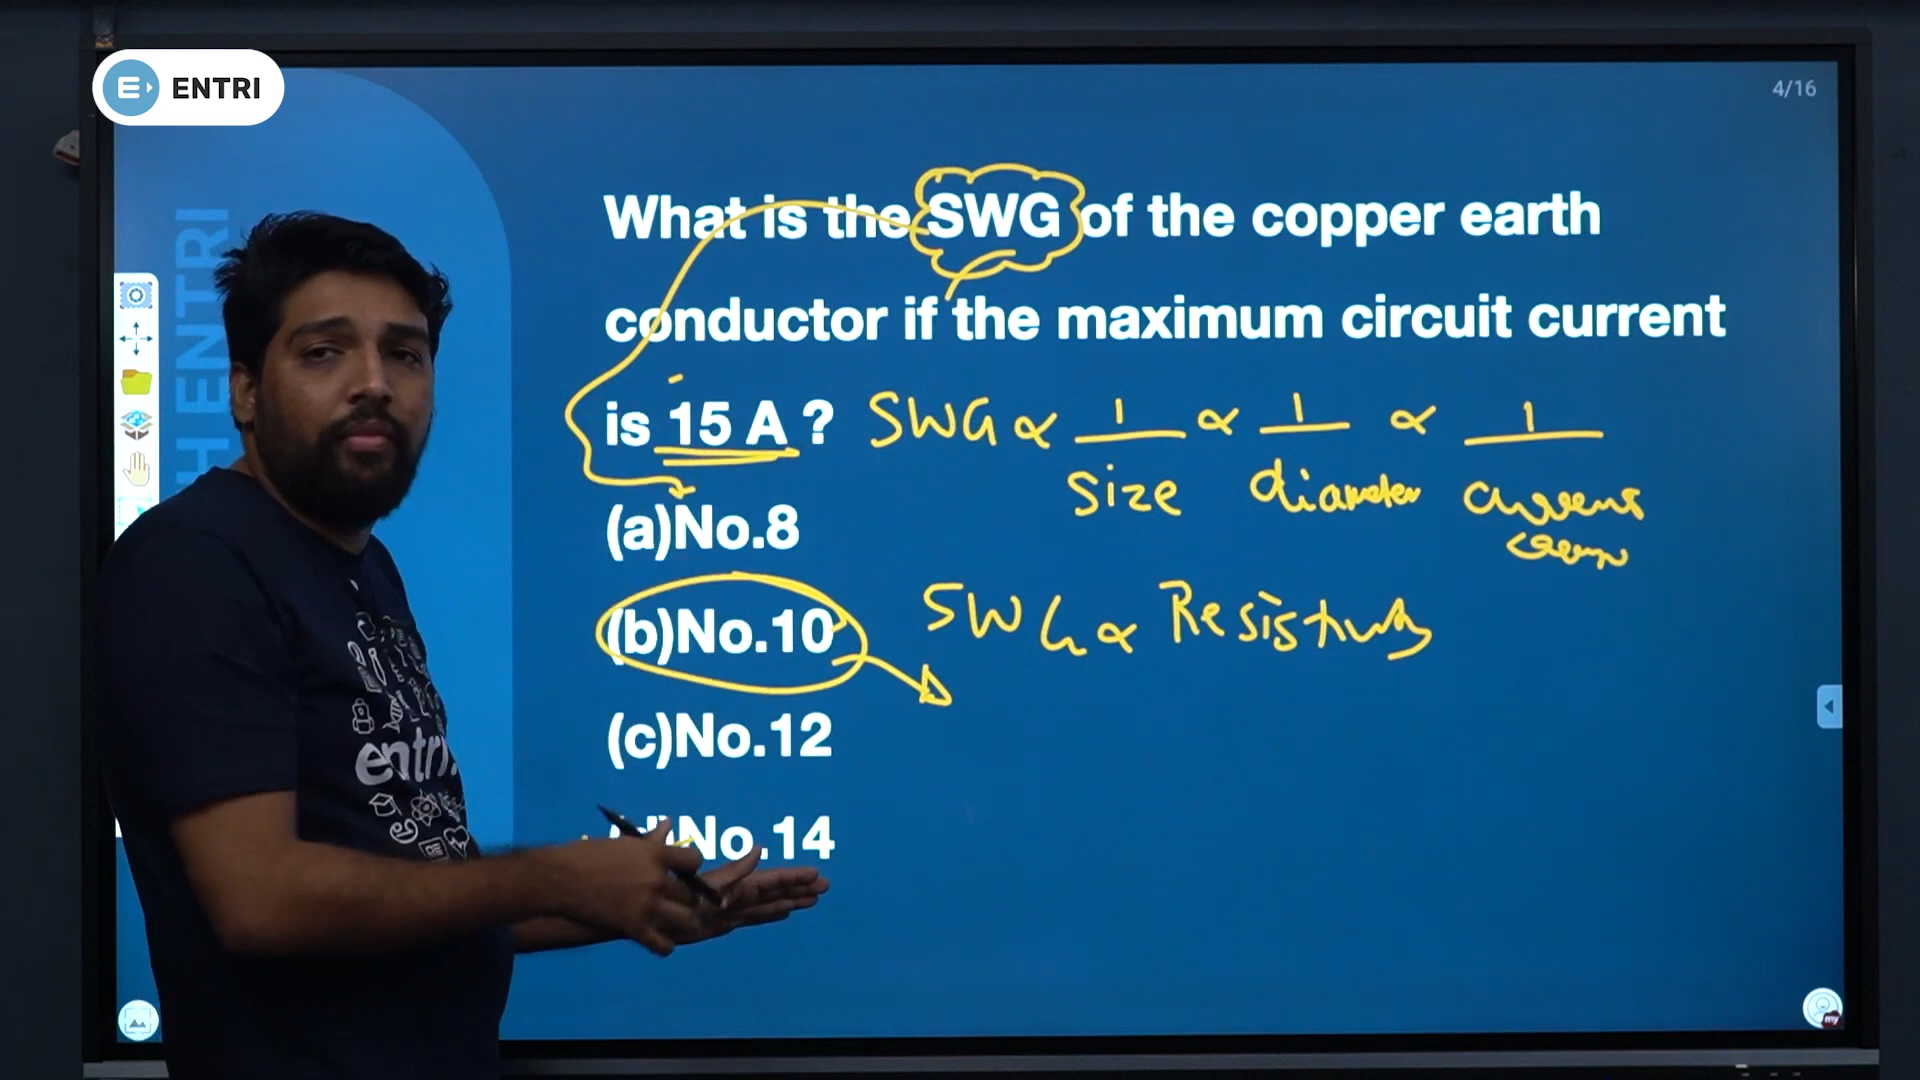 ENTRI
4/16
H ENTRI
What is the SWG of the copper earth
conductor if the maximum circuit current
is 15 A ? SWG ∝ 1/size ∝ 1/diameter ∝ 1/current
(a)No.8
(b)No.10 SWG ∝
(c)No.12
No.14
entri
my